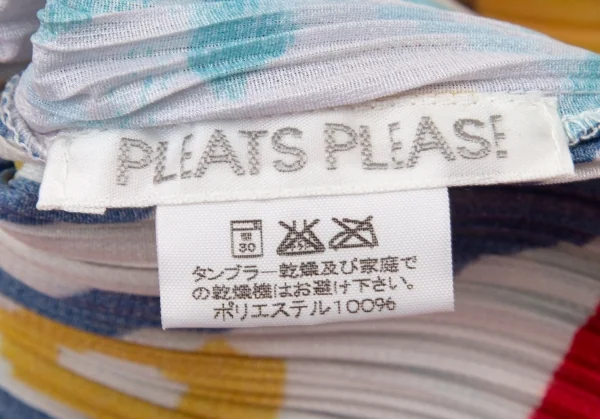 PLEATS PLEASE
30
タンブラー乾燥及び家庭で
の乾燥機はお避け下さい。
ポリエステル100%